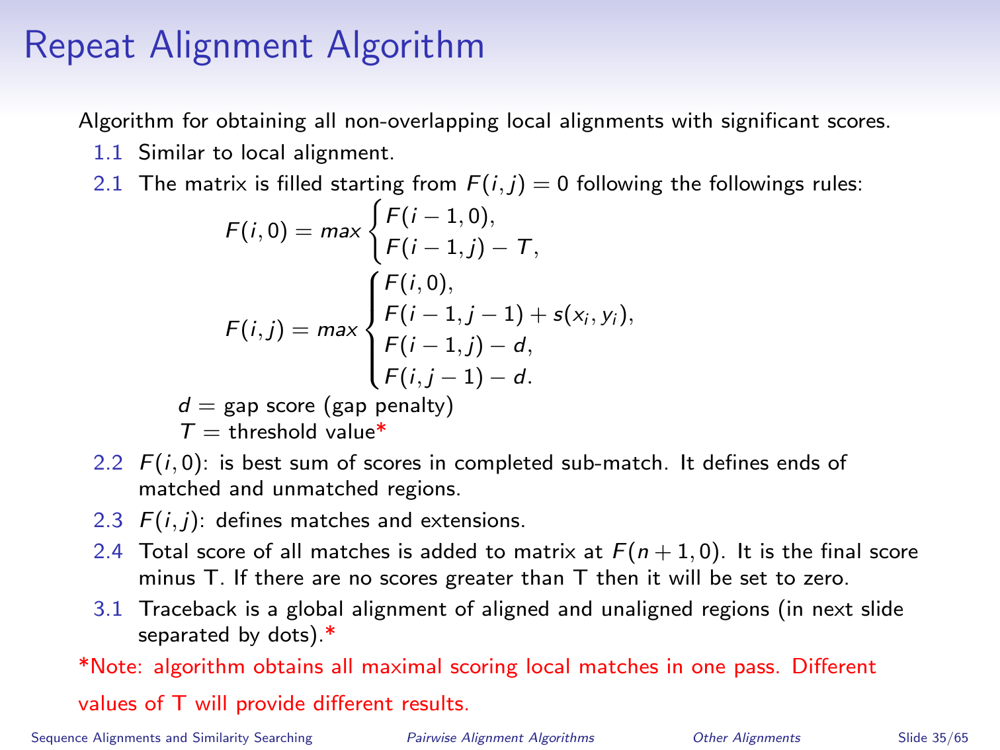 Repeat Alignment Algorithm
Algorithm for obtaining all non-overlapping local alignments with significant scores.
1.1 Similar to local alignment.
2.1 The matrix is filled starting from F(i, j) = 0 following the followings rules:
F(i, 0) = max { F(i − 1, 0),
F(i − 1, j) − T,
F(i, j) = max { F(i, 0),
F(i − 1, j − 1) + s(x_i, y_i),
F(i − 1, j) − d,
F(i, j − 1) − d.
d = gap score (gap penalty)
T = threshold value*
2.2 F(i, 0): is best sum of scores in completed sub-match. It defines ends of
matched and unmatched regions.
2.3 F(i, j): defines matches and extensions.
2.4 Total score of all matches is added to matrix at F(n + 1, 0). It is the final score
minus T. If there are no scores greater than T then it will be set to zero.
3.1 Traceback is a global alignment of aligned and unaligned regions (in next slide
separated by dots).*
*Note: algorithm obtains all maximal scoring local matches in one pass. Different
values of T will provide different results.
Sequence Alignments and Similarity Searching Pairwise Alignment Algorithms Other Alignments Slide 35/65